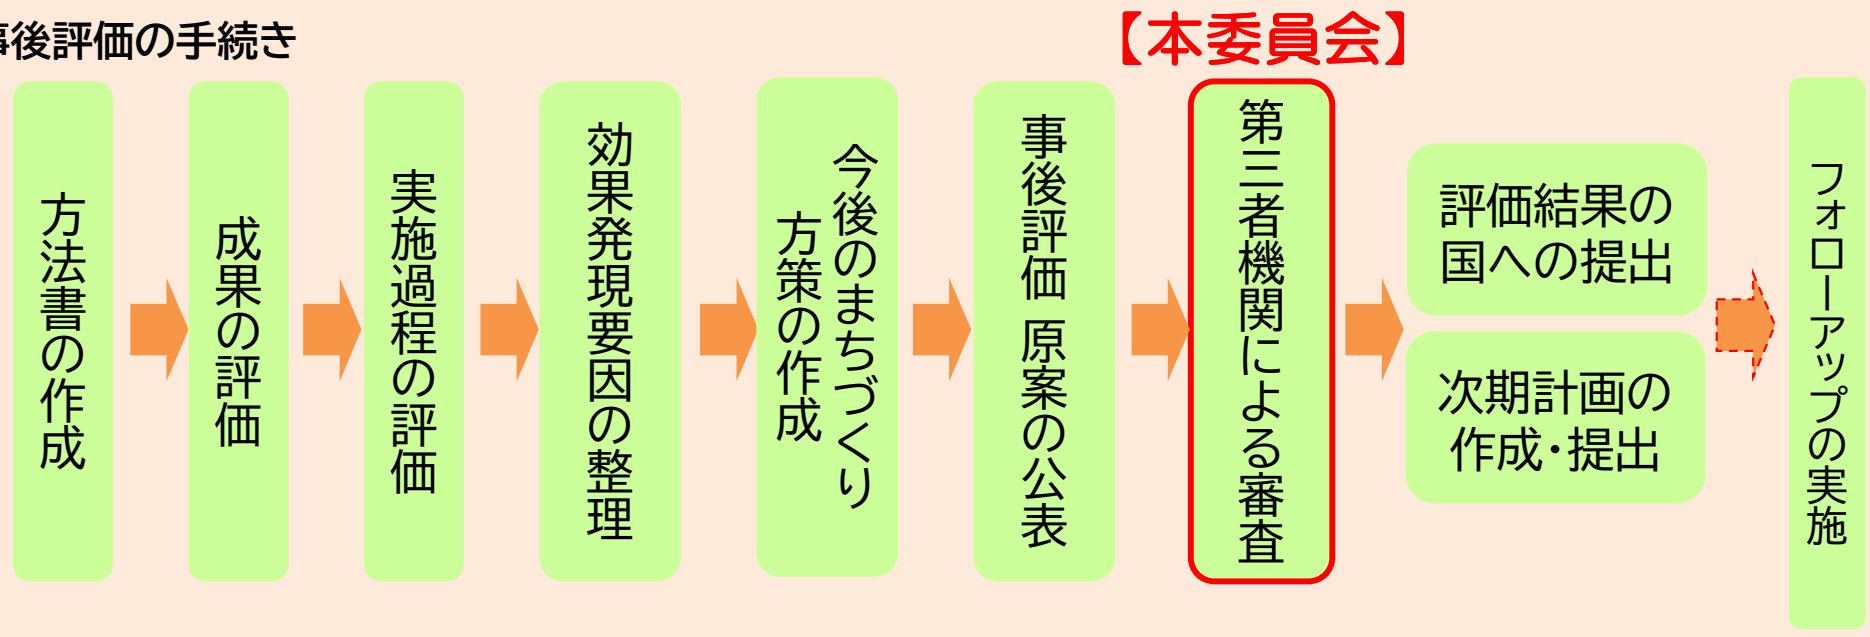 事後評価の手続き
【本委員会】
方法書の作成
成果の評価
実施過程の評価
効果発現要因の整理
今後のまちづくり
方策の作成
事後評価 原案の公表
第三者機関による審査
評価結果の
国への提出
次期計画の
作成・提出
フォローアップの実施